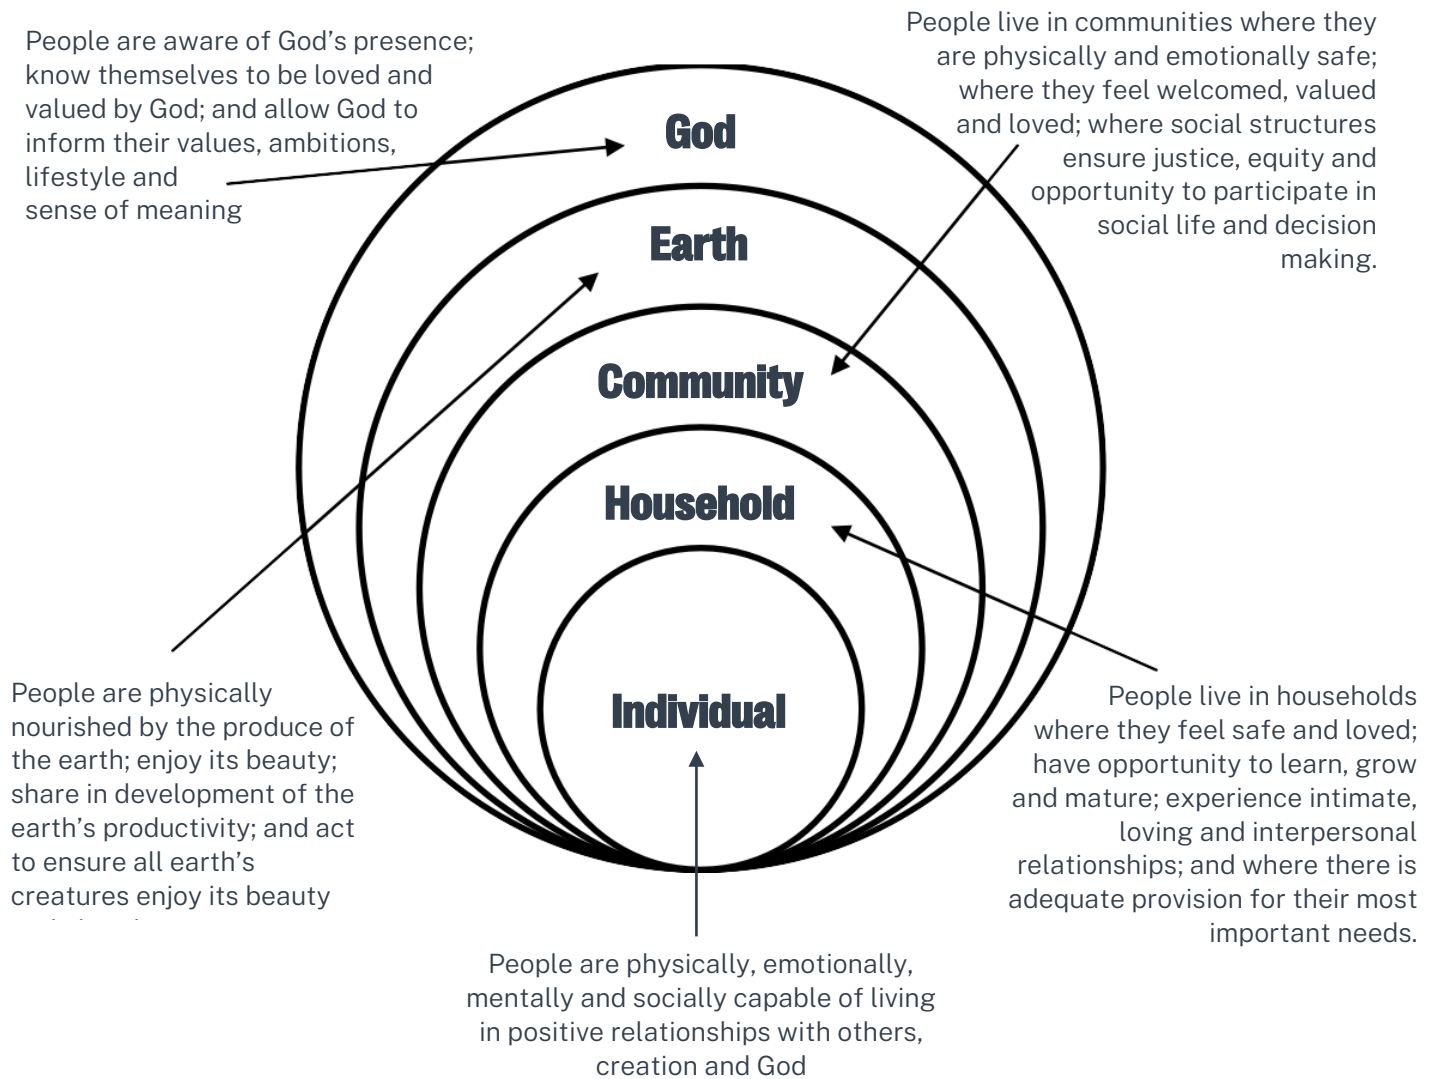 People are aware of God's presence;
know themselves to be loved and
valued by God; and allow God to
inform their values, ambitions,
lifestyle and
sense of meaning
People live in communities where they
are physically and emotionally safe;
where they feel welcomed, valued
and loved; where social structures
ensure justice, equity and
opportunity to participate in
social life and decision
making.
God
Earth
Community
Household
Individual
People are physically
nourished by the produce of
the earth; enjoy its beauty;
share in development of the
earth's productivity; and act
to ensure all earth's
creatures enjoy its beauty
People live in households
where they feel safe and loved;
have opportunity to learn, grow
and mature; experience intimate,
loving and interpersonal
relationships; and where there is
adequate provision for their most
important needs.
People are physically, emotionally,
mentally and socially capable of living
in positive relationships with others,
creation and God